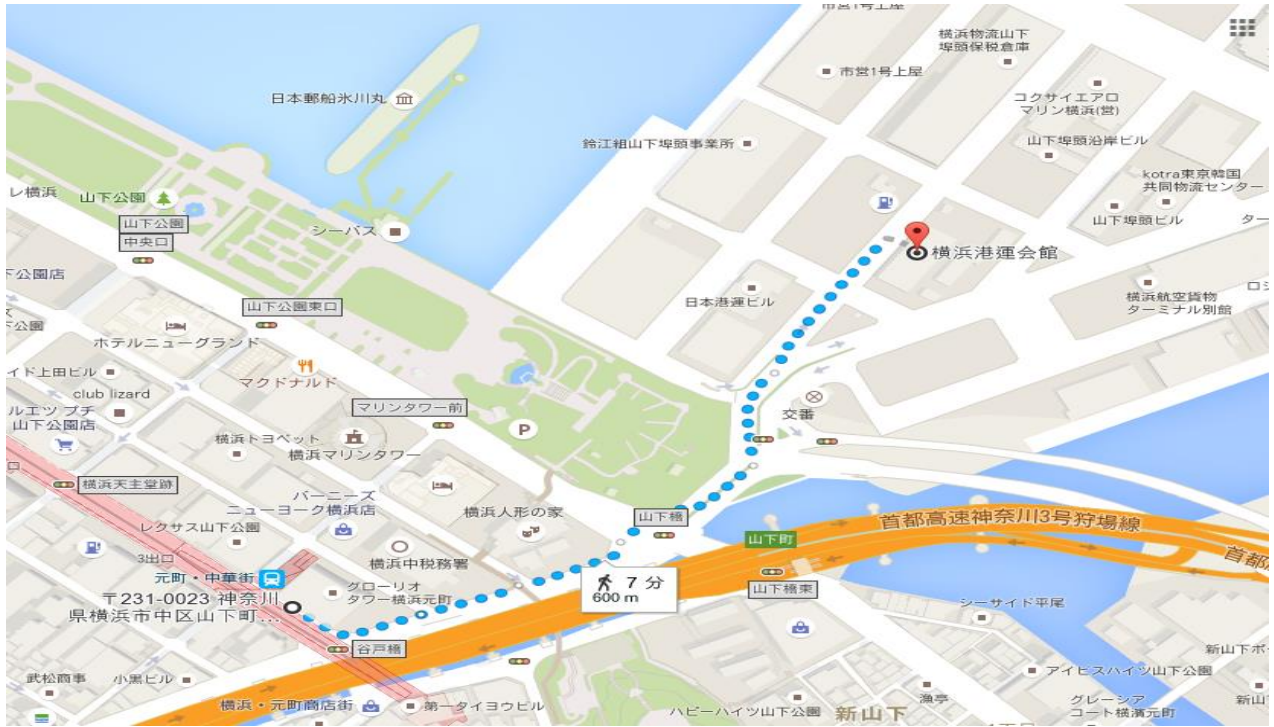 市営1号上屋
横浜物流山下
埠頭保税倉庫
市営1号上屋
日本郵船氷川丸
コクサイエアロ
マリン横浜(営)
鈴江組山下埠頭事業所
山下埠頭沿岸ビル
kotra東京韓国
共同物流センター
レ横浜
山下公園
山下公園
中央口
シーバス
山下埠頭ビル
ター
横浜港運会館
下公園店
山下公園東口
日本港運ビル
横浜航空貨物
ターミナル別館
ロジ
下公園
ホテルニューグランド
イド上田ビル
マクドナルド
club lizard
ルエツ プチ
山下公園店
マリンタワー前
P
交番
横浜トヨペット
横浜マリンタワー
口
横浜天主堂跡
バーニーズ
ニューヨーク横浜店
レクサス山下公園
横浜人形の家
山下橋
首都高速神奈川3号狩場線
首都
3出口
横浜中税務署
山下町
元町・中華街
グローリオ
タワー横浜元町
7 分
600 m
山下橋東
〒231-0023 神奈川
県横浜市中区山下町...
シーサイド平尾
谷戸橋
新山下ポー
武松商事
小黒ビル
アイビスハイツ山下公園
横浜・元町商店街
第一タイヨウビル
ハピーハイツ山下公園
新山下
漁亭
グレーシア
コート横濱元町
新山
1丁目